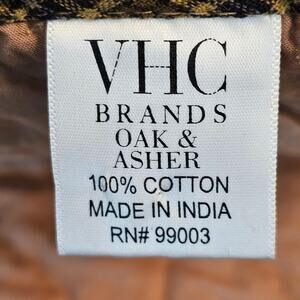 VHC
BRANDS
OAK &
ASHER
100% COTTON
MADE IN INDIA
RN# 99003